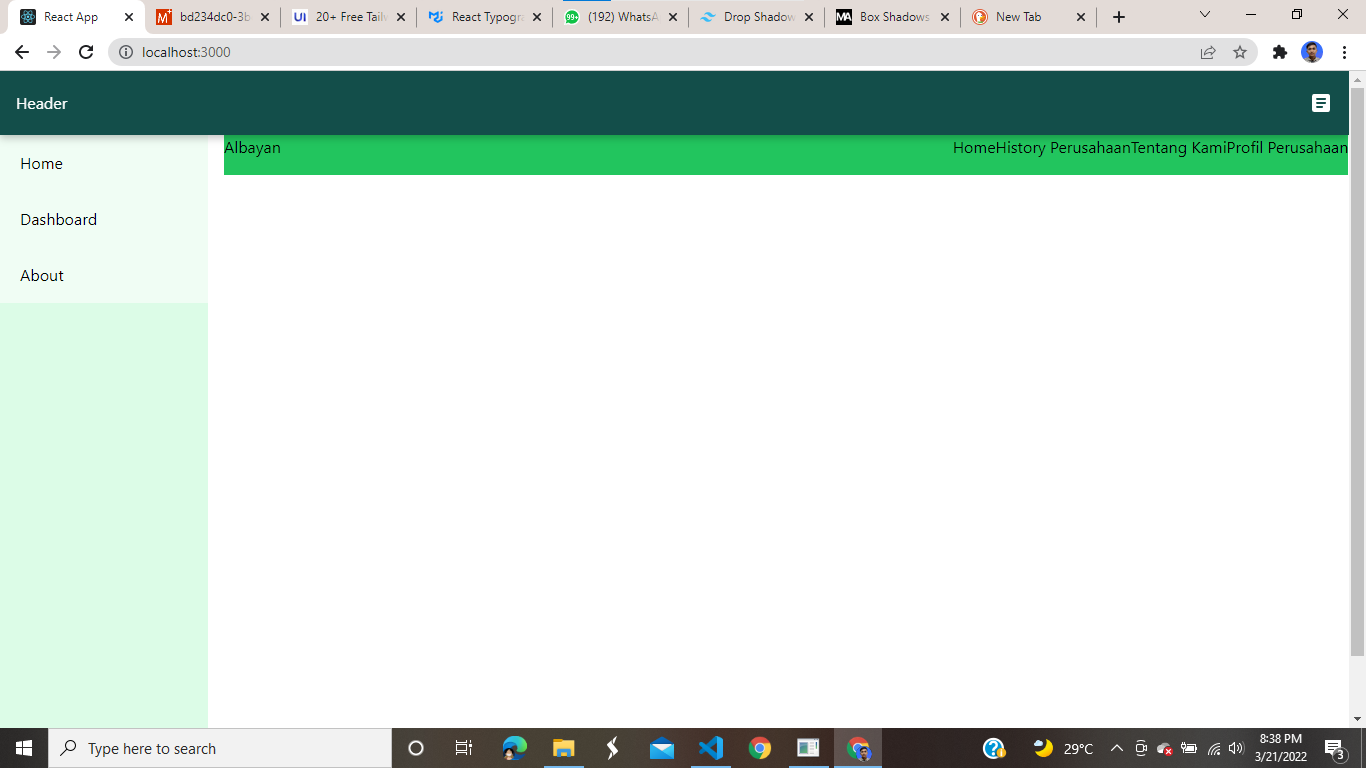 React App
bd234dc0-3b
20+ Free Tailw
React Typogra
(192) WhatsA
Drop Shadow
Box Shadows
New Tab
localhost:3000
Header
Home
Dashboard
About
Albayan
HomeHistory PerusahaanTentang KamiProfil Perusahaan
Type here to search
29°C
8:38 PM
3/21/2022
3